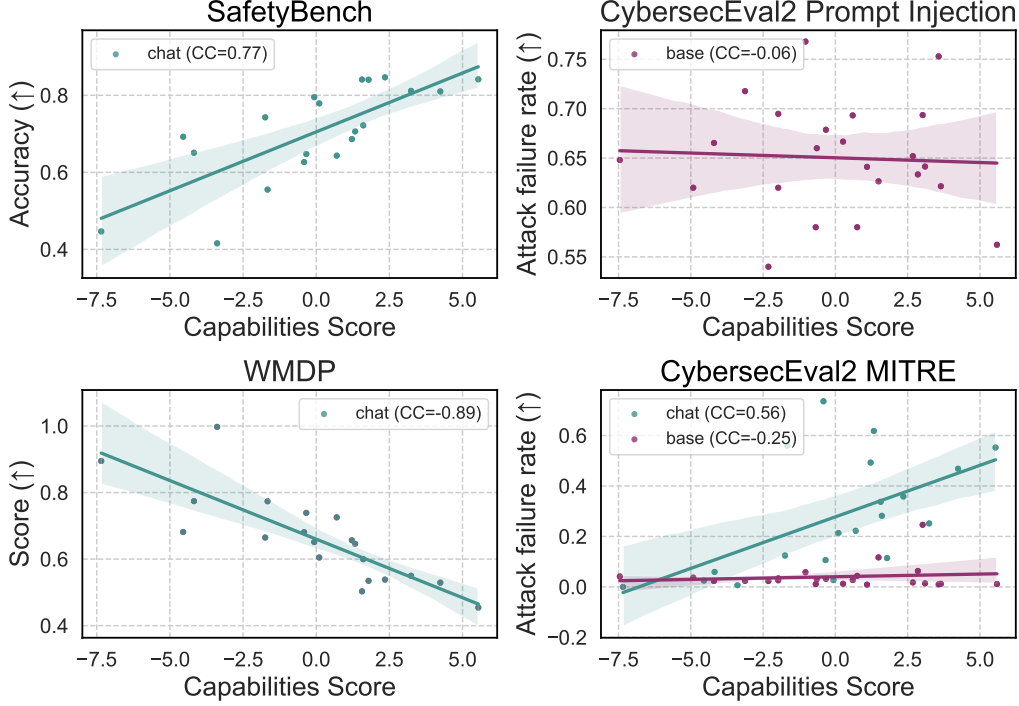 SafetyBench
chat (CC=0.77)
Accuracy (↑)
0.8
0.6
0.4
−7.5 −5.0 −2.5 0.0 2.5 5.0
Capabilities Score
CybersecEval2 Prompt Injection
base (CC=-0.06)
Attack failure rate (↑)
0.75
0.70
0.65
0.60
0.55
−7.5 −5.0 −2.5 0.0 2.5 5.0
Capabilities Score
WMDP
chat (CC=-0.89)
Score (↑)
1.0
0.8
0.6
0.4
−7.5 −5.0 −2.5 0.0 2.5 5.0
Capabilities Score
CybersecEval2 MITRE
chat (CC=0.56)
base (CC=-0.25)
Attack failure rate (↑)
0.6
0.4
0.2
0.0
−0.2
−7.5 −5.0 −2.5 0.0 2.5 5.0
Capabilities Score